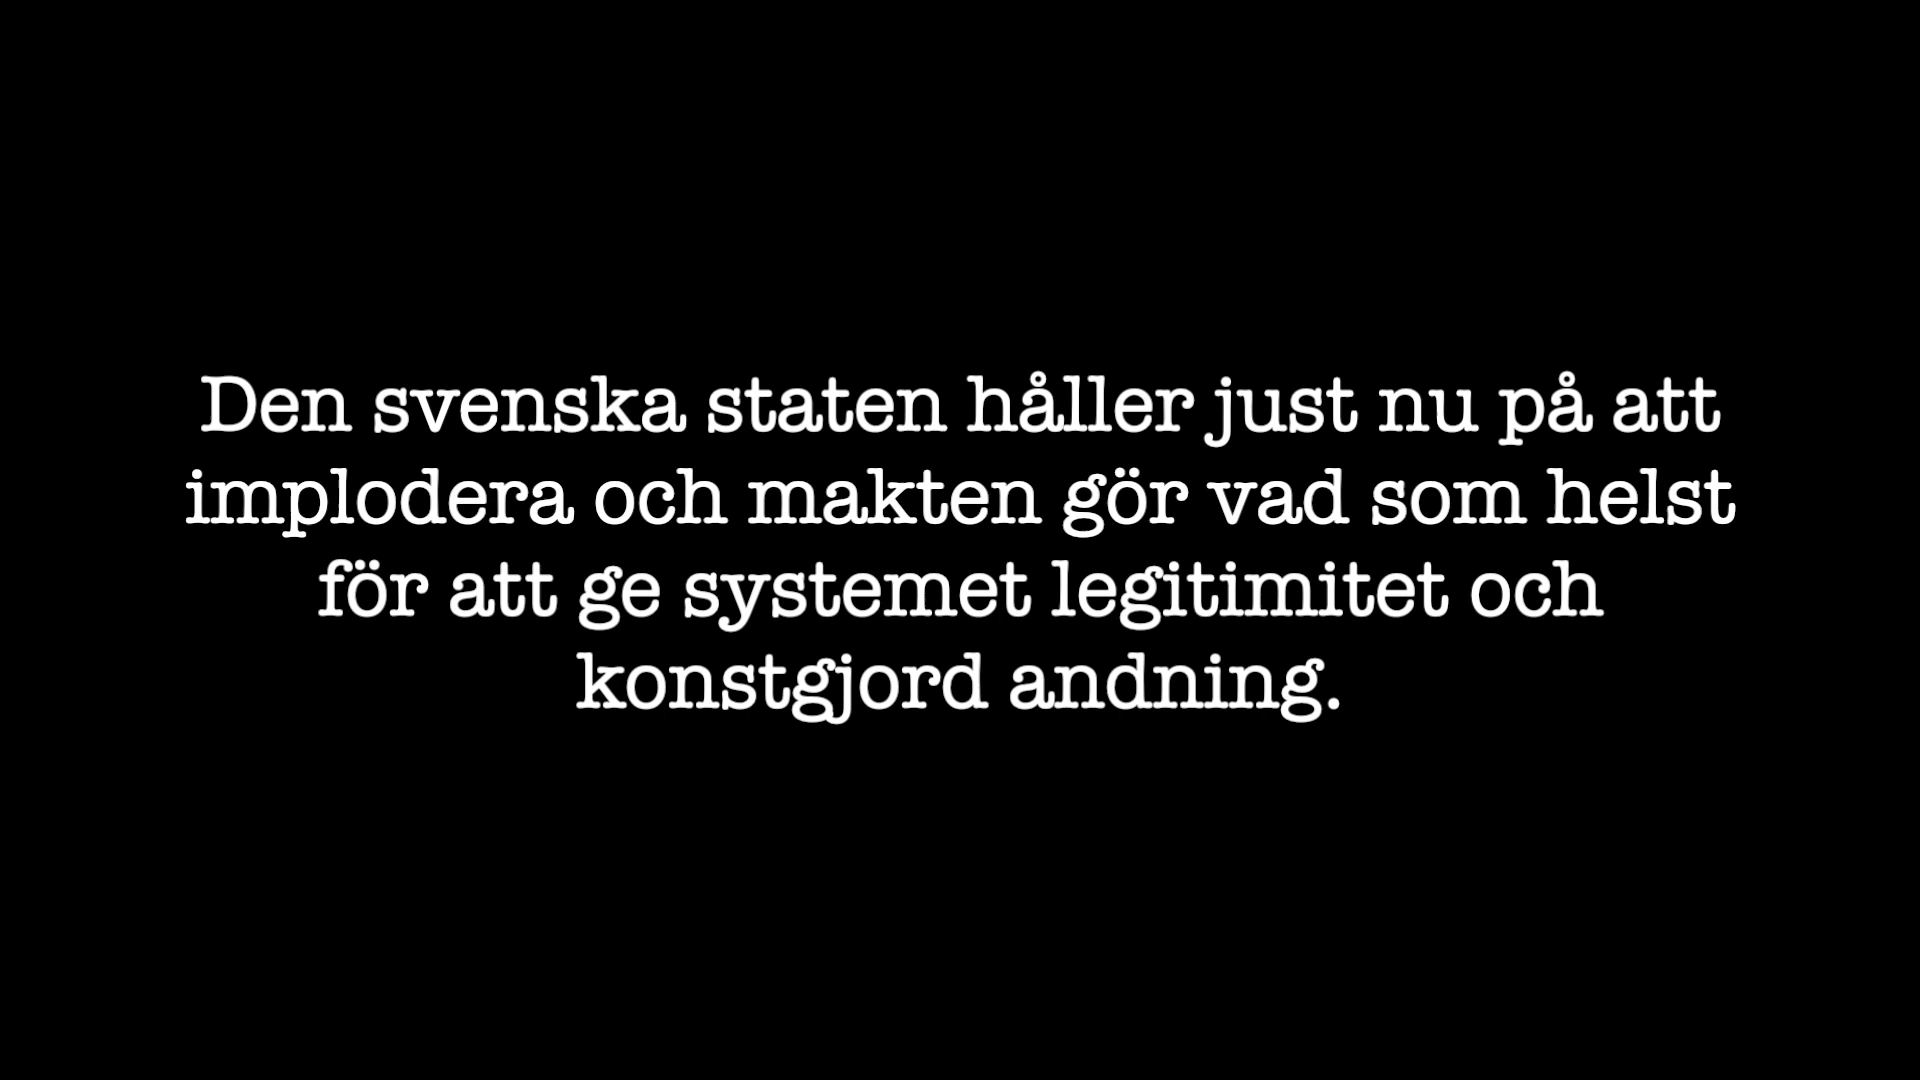 Den svenska staten håller just nu på att
implodera och makten gör vad som helst
för att ge systemet legitimitet och
konstgjord andning.